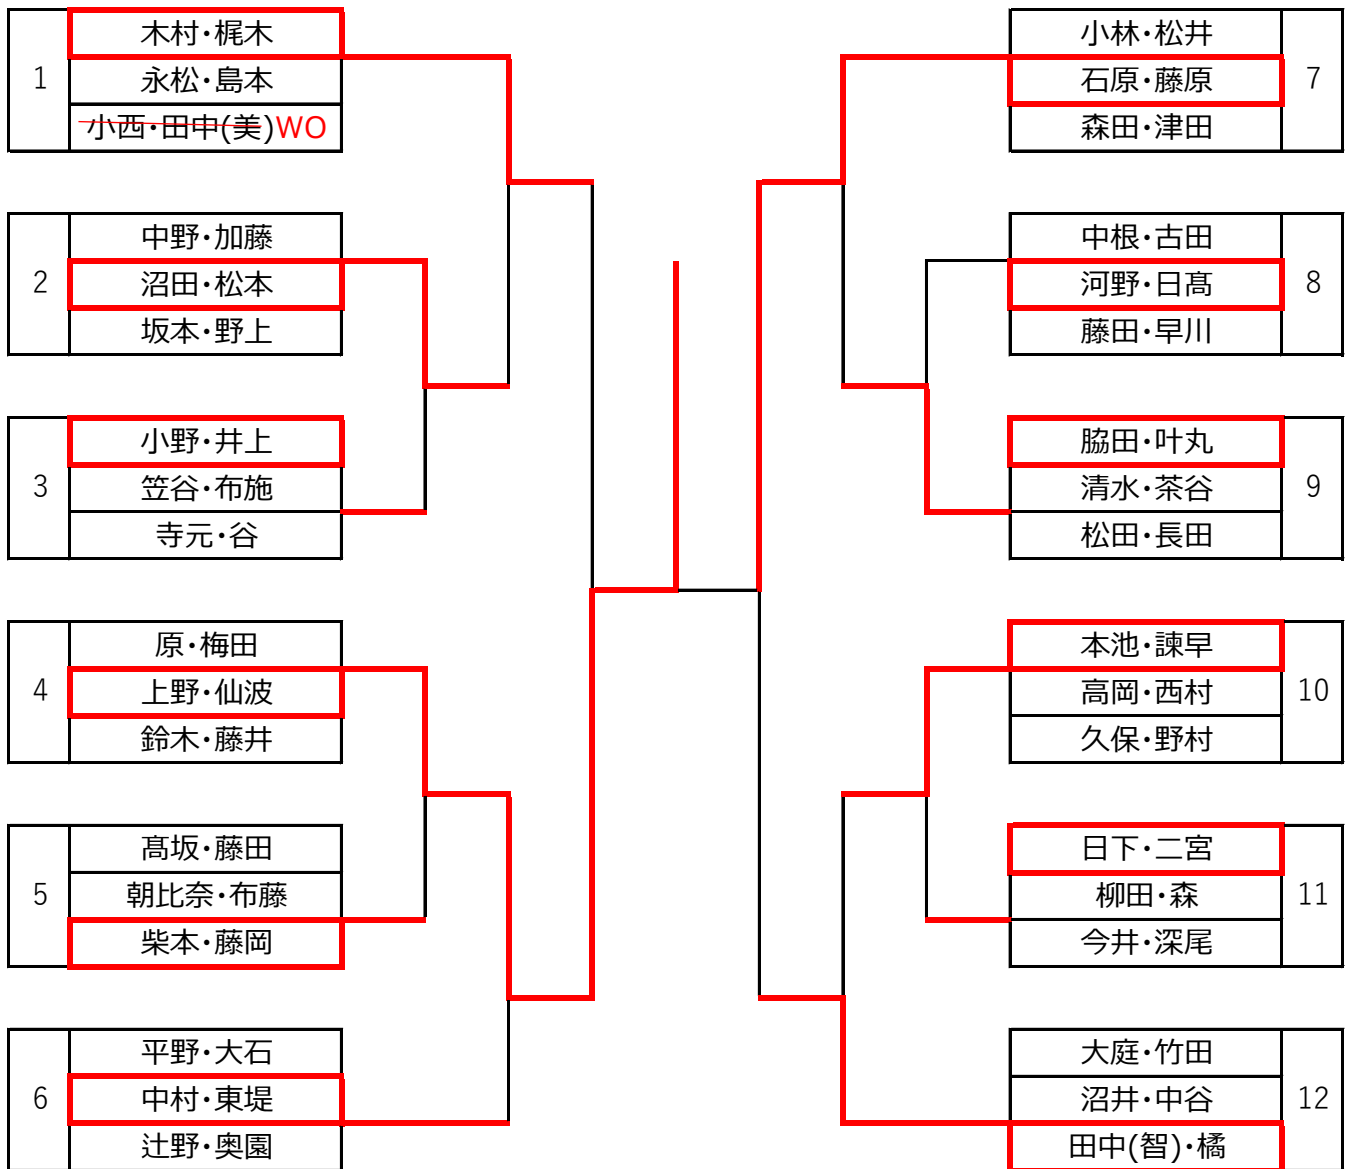 1
木村・梶木
永松・島本
小西・田中(美)WO
2
中野・加藤
沼田・松本
坂本・野上
3
小野・井上
笠谷・布施
寺元・谷
4
原・梅田
上野・仙波
鈴木・藤井
5
髙坂・藤田
朝比奈・布藤
柴本・藤岡
6
平野・大石
中村・東堤
辻野・奥園
小林・松井
石原・藤原
森田・津田
7
中根・古田
河野・日髙
藤田・早川
8
脇田・叶丸
清水・茶谷
松田・長田
9
本池・諫早
高岡・西村
久保・野村
10
日下・二宮
柳田・森
今井・深尾
11
大庭・竹田
沼井・中谷
田中(智)・橘
12